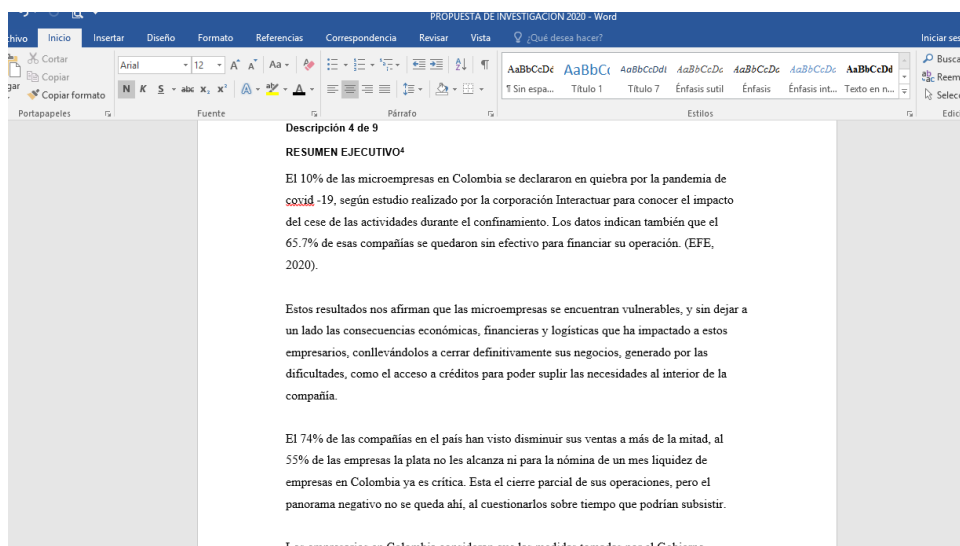 PROPUESTA DE INVESTIGACION 2020 - Word
Inicio Insertar Diseño Formato Referencias Correspondencia Revisar Vista ¿Qué desea hacer? Iniciar ses
Cortar
Copiar
Copiar formato
Portapapeles
Arial 12
N K S abc x₂ x²
Fuente
Párrafo
AaBbCcDc AaBbCc AaBbCcDdI AaBbCcDc AaBbCcDc AaBbCcDc AaBbCcDd
¶ Sin espa... Título 1 Título 7 Énfasis sutil Énfasis Énfasis int... Texto en n...
Estilos
Busca
Reem
Selec
Edic
Descripción 4 de 9
RESUMEN EJECUTIVO⁴
El 10% de las microempresas en Colombia se declararon en quiebra por la pandemia de
covid -19, según estudio realizado por la corporación Interactuar para conocer el impacto
del cese de las actividades durante el confinamiento. Los datos indican también que el
65.7% de esas compañías se quedaron sin efectivo para financiar su operación. (EFE,
2020).
Estos resultados nos afirman que las microempresas se encuentran vulnerables, y sin dejar a
un lado las consecuencias económicas, financieras y logísticas que ha impactado a estos
empresarios, conllevándolos a cerrar definitivamente sus negocios, generado por las
dificultades, como el acceso a créditos para poder suplir las necesidades al interior de la
compañía.
El 74% de las compañías en el país han visto disminuir sus ventas a más de la mitad, al
55% de las empresas la plata no les alcanza ni para la nómina de un mes liquidez de
empresas en Colombia ya es crítica. Esta el cierre parcial de sus operaciones, pero el
panorama negativo no se queda ahí, al cuestionarlos sobre tiempo que podrían subsistir.